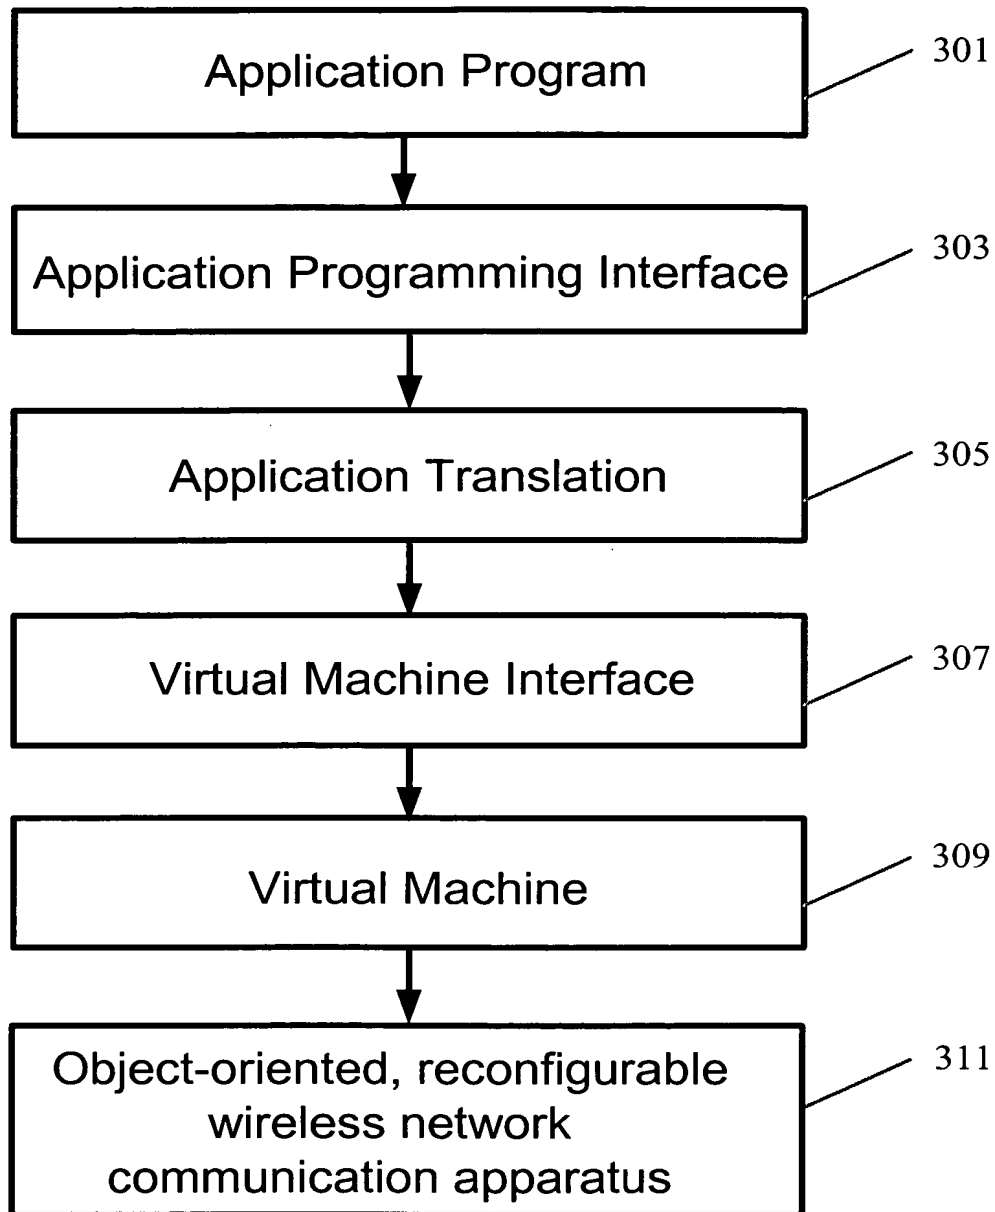 Application Program
301
Application Programming Interface
303
Application Translation
305
Virtual Machine Interface
307
Virtual Machine
309
Object-oriented, reconfigurable
wireless network
communication apparatus
311